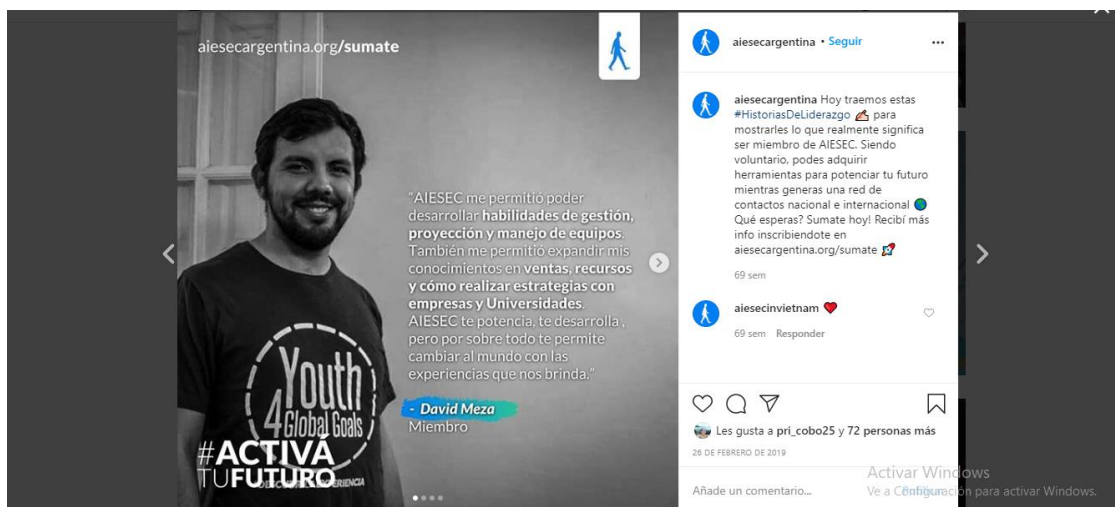 aiesecargentina.org/sumate
"AIESEC me permitió poder
desarrollar habilidades de gestión,
proyección y manejo de equipos.
También me permitió expandir mis
conocimientos en ventas, recursos
y cómo realizar estrategias con
empresas y Universidades.
AIESEC te potencia, te desarrolla ,
pero por sobre todo te permite
cambiar al mundo con las
experiencias que nos brinda."
- David Meza
Miembro
Youth
4 Global Goals
#ACTIVÁ
TUFUTURO
aiesecargentina • Seguir
aiesecargentina Hoy traemos estas
#HistoriasDeLiderazgo ✍ para
mostrarles lo que realmente significa
ser miembro de AIESEC. Siendo
voluntario, podes adquirir
herramientas para potenciar tu futuro
mientras generas una red de
contactos nacional e internacional 🌎
Qué esperas? Sumate hoy! Recibí más
info inscribiendote en
aiesecargentina.org/sumate 🚀
69 sem
aiesecinvietnam ❤
69 sem Responder
Les gusta a pri_cobo25 y 72 personas más
26 DE FEBRERO DE 2019
Añade un comentario...
Activar Windows
Ve a Configuración para activar Windows.